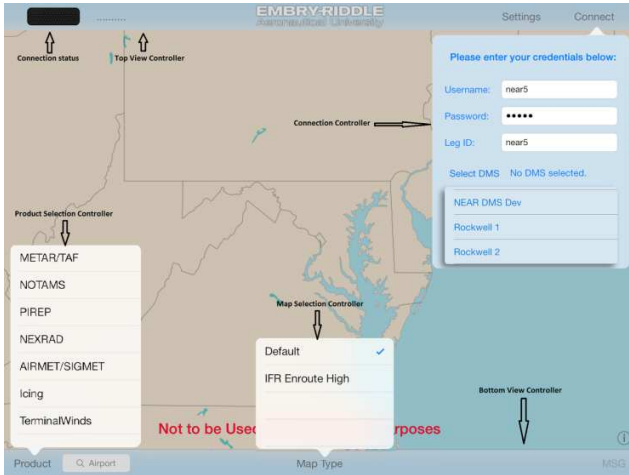 EMBRY-RIDDLE
Aeronautical University
Settings
Connect
Connection status
Top View Controller
Please enter your credentials below:
Username: near5
Connection Controller
Password: •••••
Leg ID: near5
Select DMS No DMS selected.
NEAR DMS Dev
Rockwell 1
Rockwell 2
Product Selection Controller
METAR/TAF
NOTAMS
PIREP
NEXRAD
AIRMET/SIGMET
Icing
TerminalWinds
Map Selection Controller
Default
IFR Enroute High
Bottom View Controller
Not to be Used
rposes
Product
Airport
Map Type
MSG